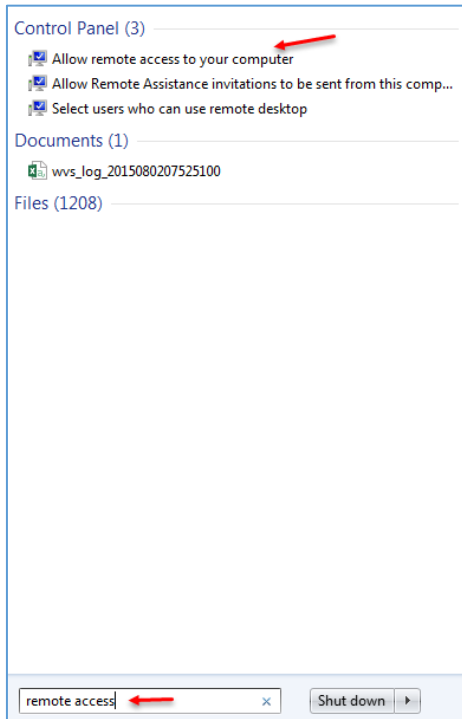 Control Panel (3)
Allow remote access to your computer
Allow Remote Assistance invitations to be sent from this comp...
Select users who can use remote desktop
Documents (1)
wvs_log_2015080207525100
Files (1208)
remote access
Shut down